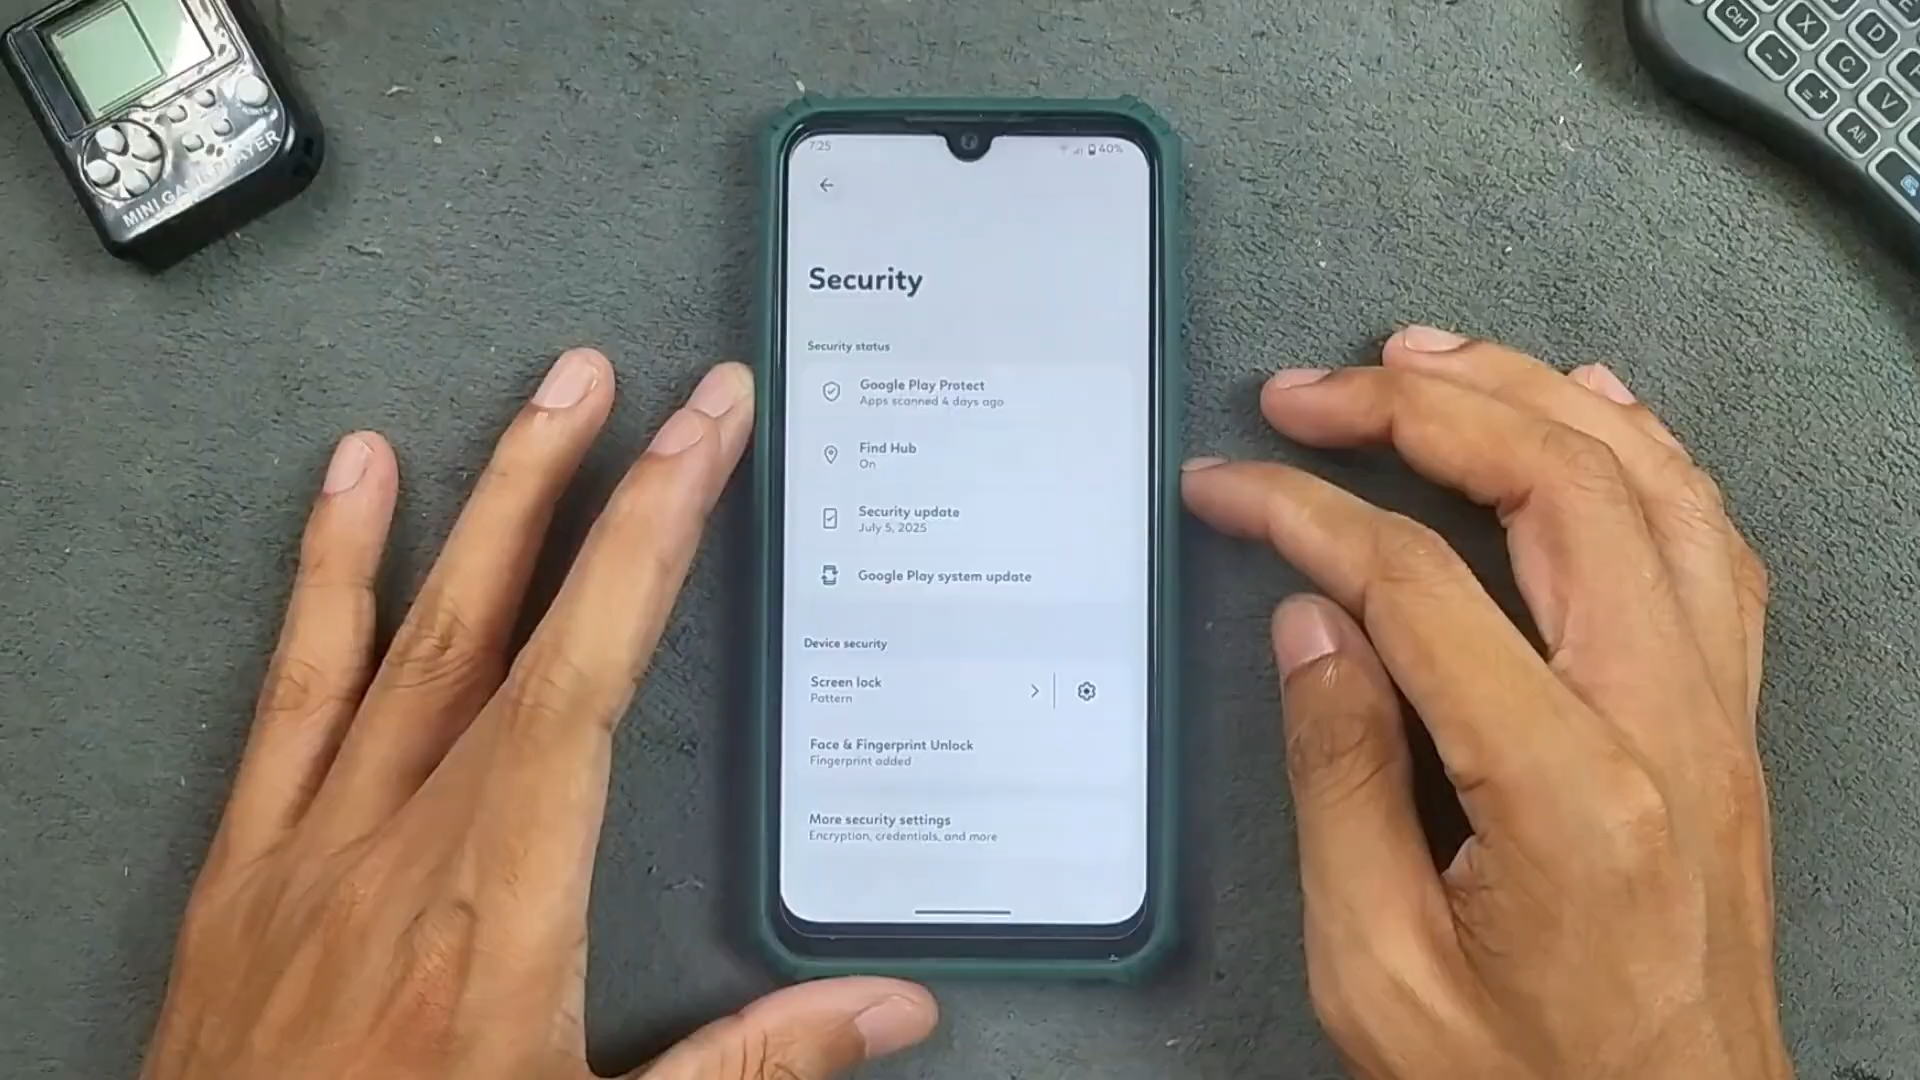 MINI GAME PLAYER
Ctrl
X
D
C
V
Alt
7:25
40%
Security
Security status
Google Play Protect
Apps scanned 4 days ago
Find Hub
On
Security update
July 5, 2025
Google Play system update
Device security
Screen lock
Pattern
Face & Fingerprint Unlock
Fingerprint added
More security settings
Encryption, credentials, and more